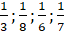 1/3 ; 1/8 ; 1/6 ; 1/7